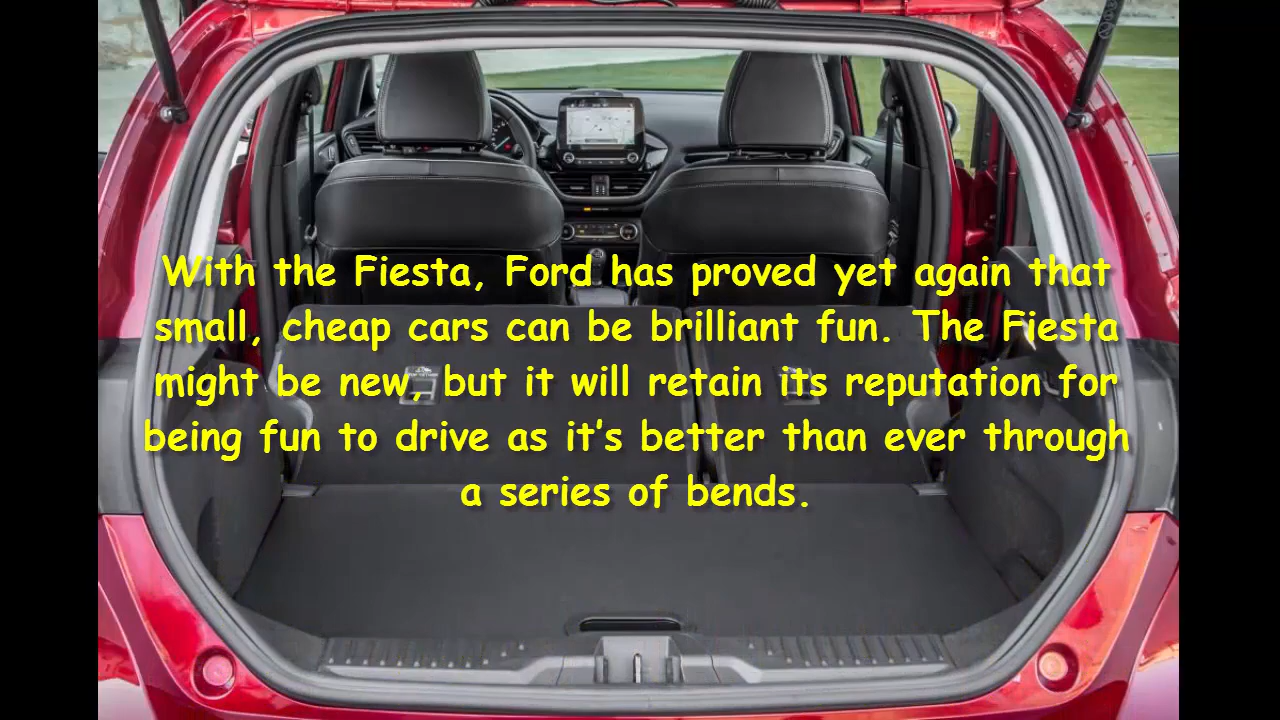 With the Fiesta, Ford has proved yet again that
small, cheap cars can be brilliant fun. The Fiesta
might be new, but it will retain its reputation for
being fun to drive as it's better than ever through
a series of bends.